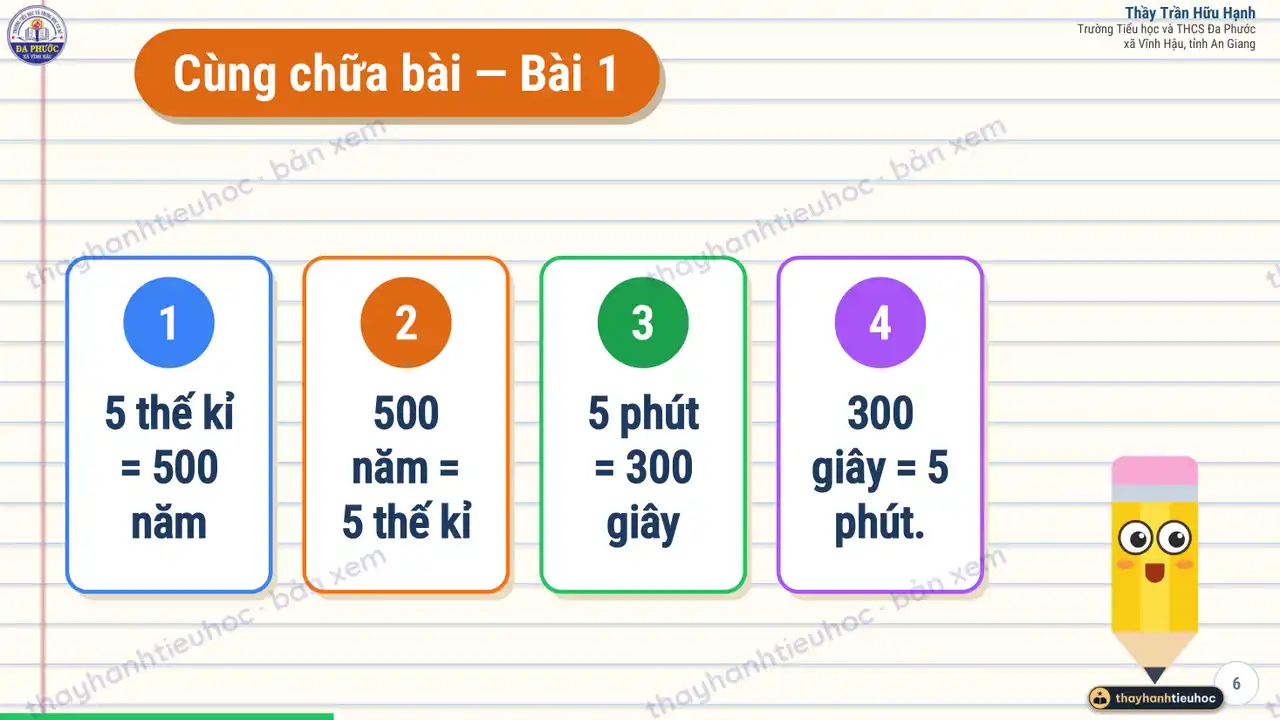 Thầy Trần Hữu Hạnh
Trường Tiểu học và THCS Đa Phước
xã Vĩnh Hậu, tỉnh An Giang
ĐA PHƯỚC
Cùng chữa bài – Bài 1
thayhanhtieuhoc · bản xem
thayhanhtieuhoc · bản xem
1
5 thế kỉ
= 500
năm
2
500
năm =
5 thế kỉ
3
5 phút
= 300
giây
4
300
giây = 5
phút.
thayhanhtieuhoc · bản xem
thayhanhtieuhoc · bản xem
thayhanhtieuhoc
6